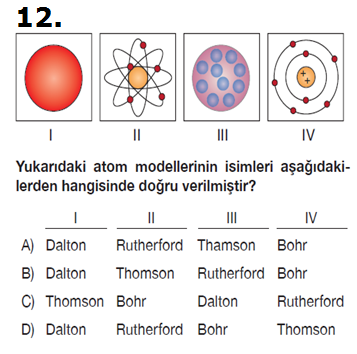 12.
I II III IV
Yukarıdaki atom modellerinin isimleri aşağıdaki-
lerden hangisinde doğru verilmiştir?
I II III IV
A) Dalton Rutherford Thamson Bohr
B) Dalton Thomson Rutherford Bohr
C) Thomson Bohr Dalton Rutherford
D) Dalton Rutherford Bohr Thomson